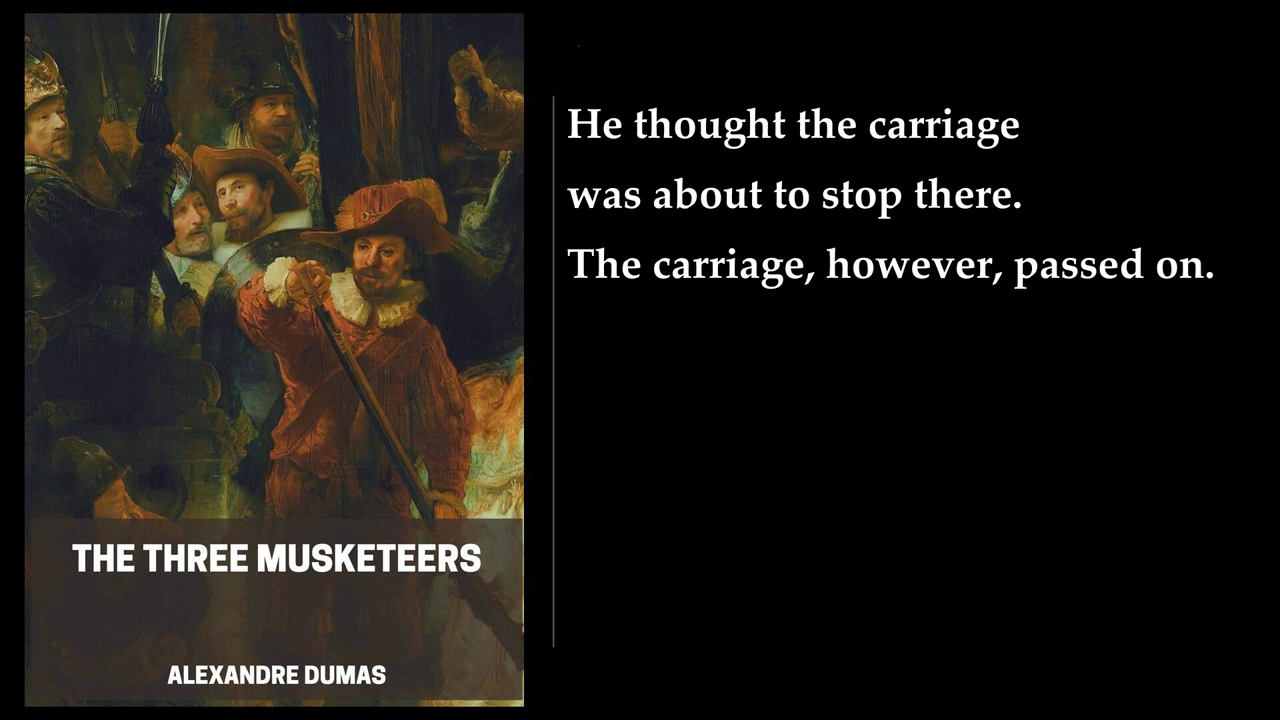 He thought the carriage
was about to stop there.
The carriage, however, passed on.
THE THREE MUSKETEERS
ALEXANDRE DUMAS